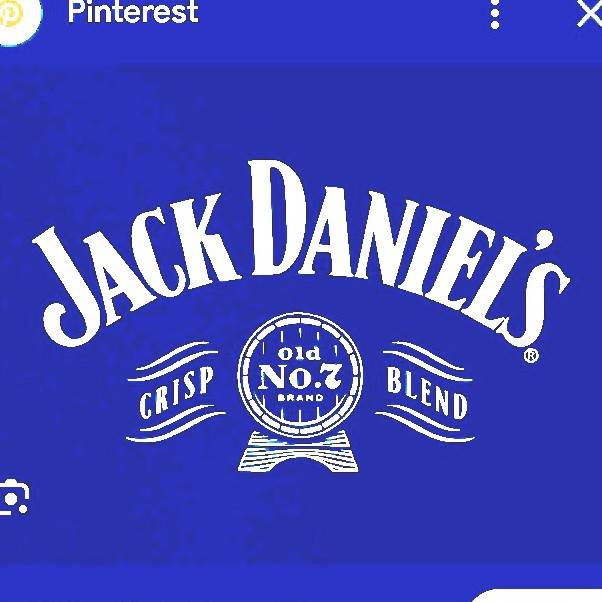 Pinterest
JACK DANIEL'S®
Old
No.7
BRAND
CRISP
BLEND